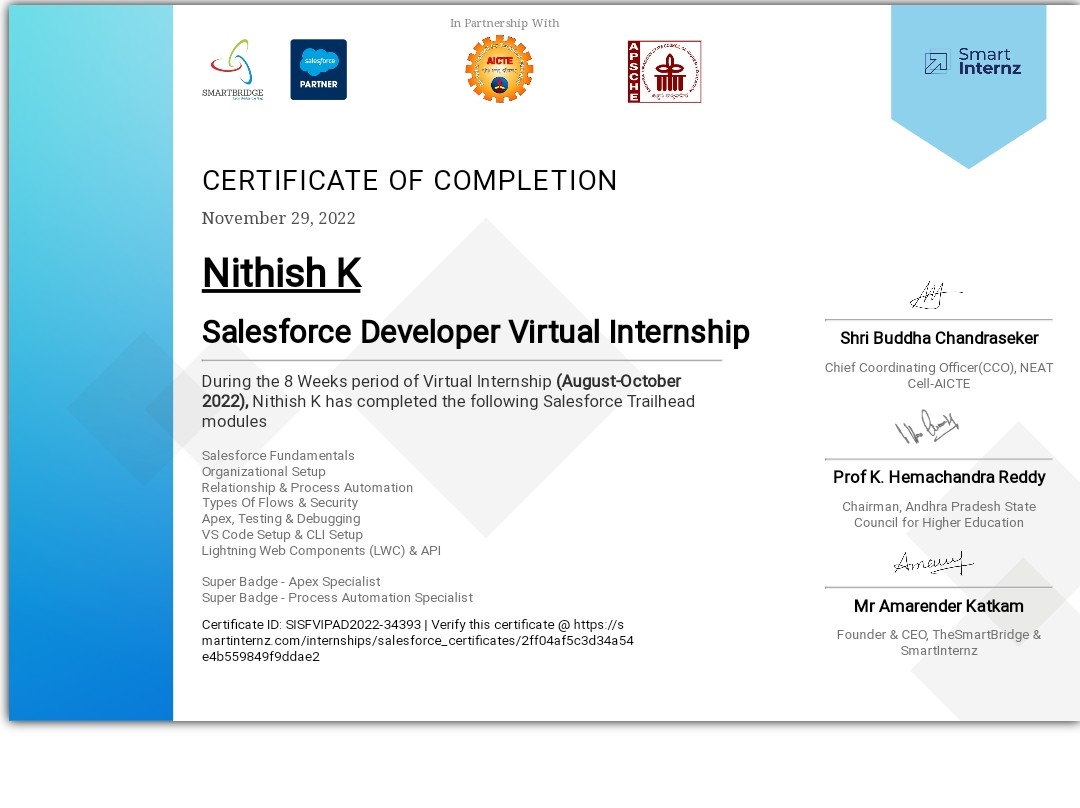 In Partnership With
SMARTBRIDGE
salesforce
PARTNER
AICTE
APSCHE
Smart
Internz
CERTIFICATE OF COMPLETION
November 29, 2022
Nithish K
Salesforce Developer Virtual Internship
During the 8 Weeks period of Virtual Internship (August-October
2022), Nithish K has completed the following Salesforce Trailhead
modules
Salesforce Fundamentals
Organizational Setup
Relationship & Process Automation
Types Of Flows & Security
Apex, Testing & Debugging
VS Code Setup & CLI Setup
Lightning Web Components (LWC) & API
Super Badge - Apex Specialist
Super Badge - Process Automation Specialist
Certificate ID: SISFVIPAD2022-34393 | Verify this certificate @ https://s
martinternz.com/internships/salesforce_certificates/2ff04af5c3d34a54
e4b559849f9ddae2
Shri Buddha Chandraseker
Chief Coordinating Officer(CCO), NEAT
Cell-AICTE
Prof K. Hemachandra Reddy
Chairman, Andhra Pradesh State
Council for Higher Education
Mr Amarender Katkam
Founder & CEO, TheSmartBridge &
SmartInternz